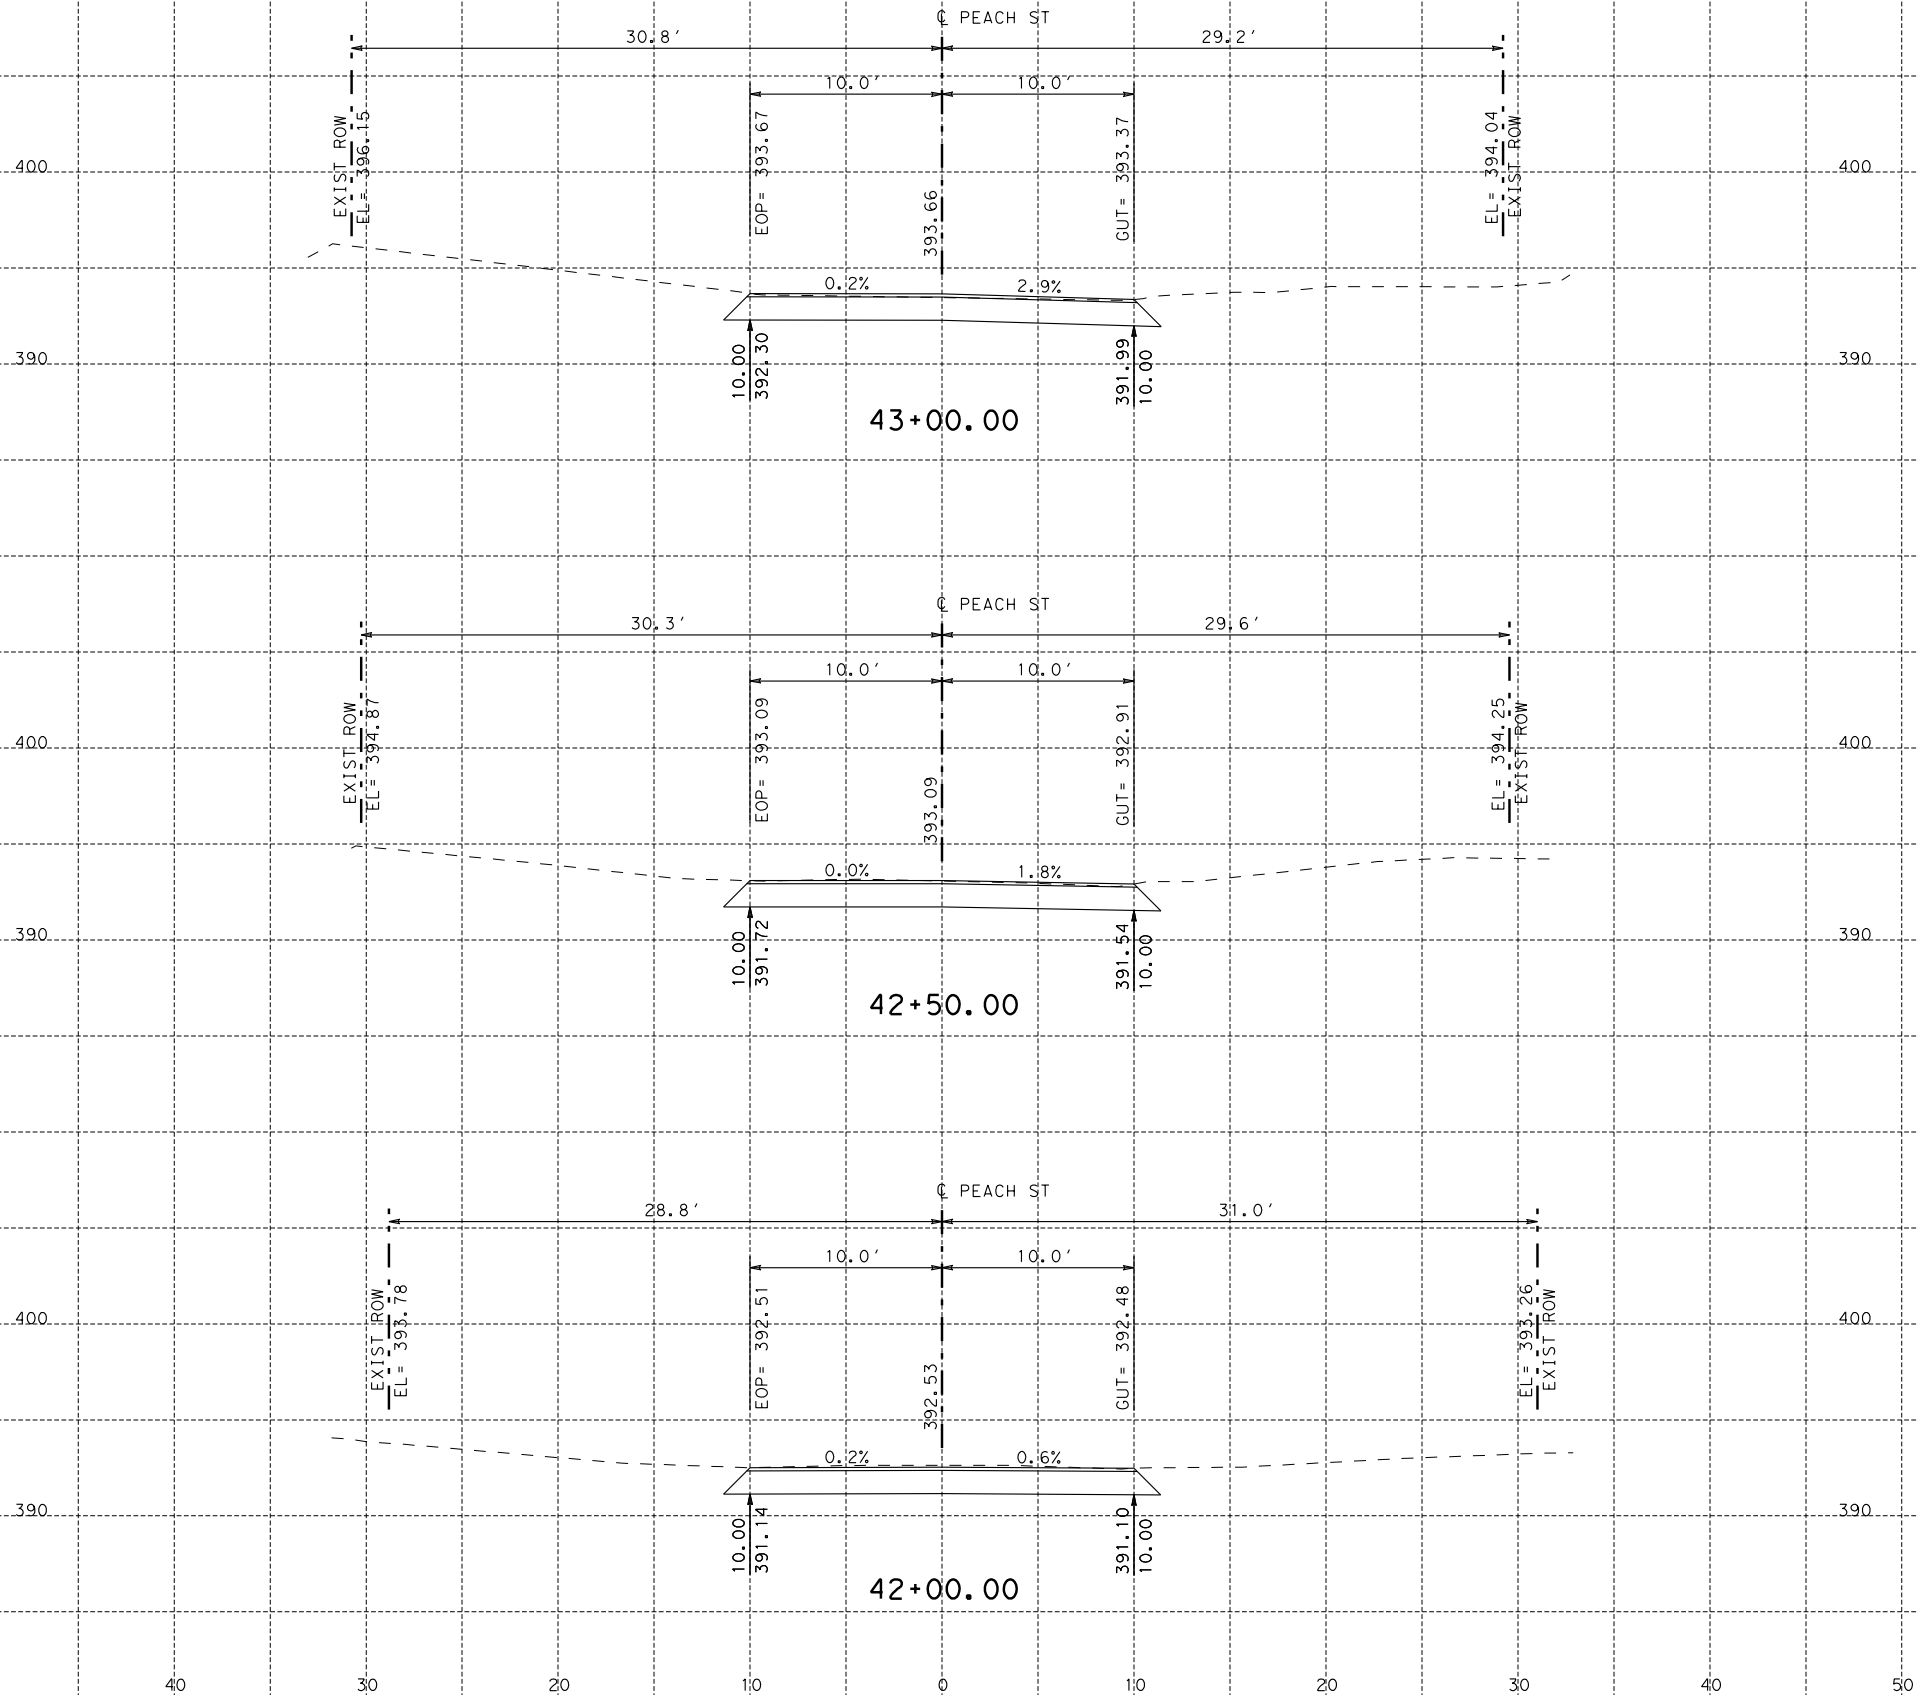 ℄ PEACH ST
30.8' 29.2'
10.0' 10.0'
EXIST ROW
EL= 396.15
EOP= 393.67
393.66
GUT= 393.37
EL= 394.04
EXIST ROW
400 400
0.2% 2.9%
10.00
392.30
391.99
10.00
390 390
43+00.00
℄ PEACH ST
30.3' 29.6'
10.0' 10.0'
EXIST ROW
EL= 394.87
EOP= 393.09
393.09
GUT= 392.91
EL= 394.25
EXIST ROW
400 400
0.0% 1.8%
10.00
391.72
391.54
10.00
390 390
42+50.00
℄ PEACH ST
28.8' 31.0'
10.0' 10.0'
EXIST ROW
EL= 393.78
EOP= 392.51
392.53
GUT= 392.48
EL= 393.26
EXIST ROW
400 400
0.2% 0.6%
10.00
391.14
391.10
10.00
390 390
42+00.00
40 30 20 10 0 10 20 30 40 50